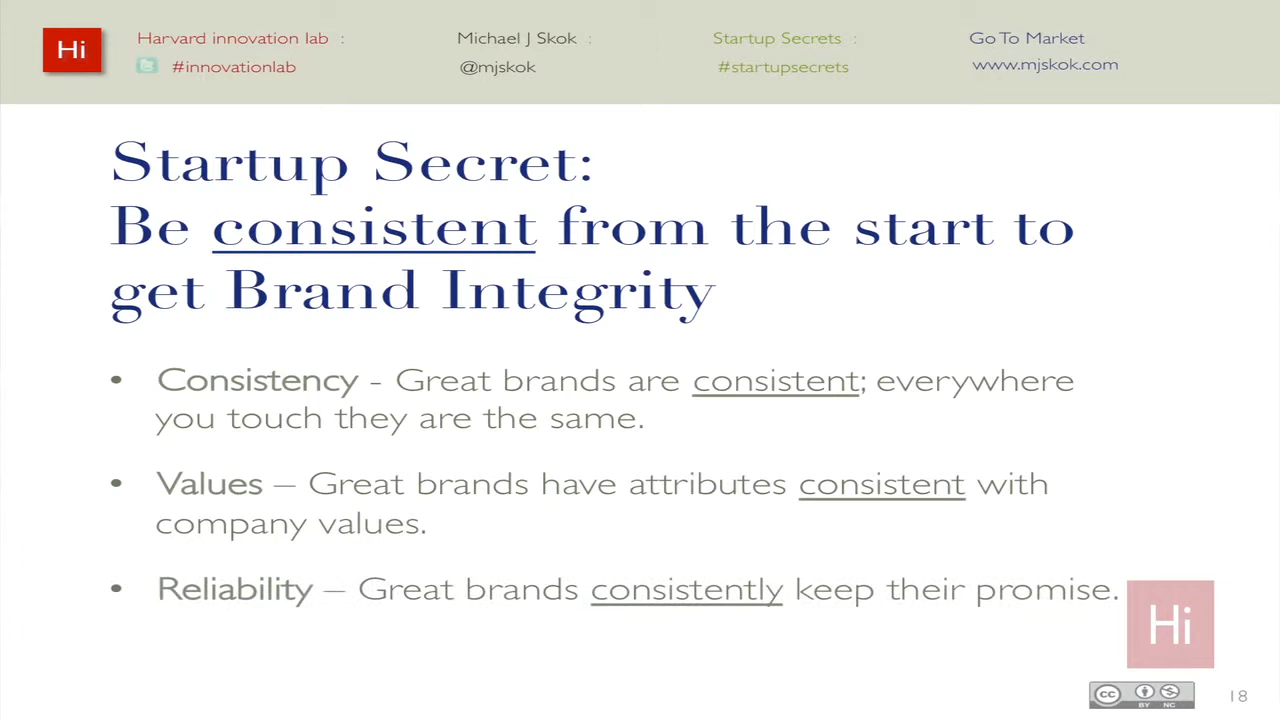 Hi
Harvard innovation lab :
#innovationlab
Michael J Skok :
@mjskok
Startup Secrets :
#startupsecrets
Go To Market
www.mjskok.com
Startup Secret:
Be consistent from the start to
get Brand Integrity
• Consistency - Great brands are consistent; everywhere
you touch they are the same.
• Values – Great brands have attributes consistent with
company values.
• Reliability – Great brands consistently keep their promise.
Hi
cc
BY NC
18